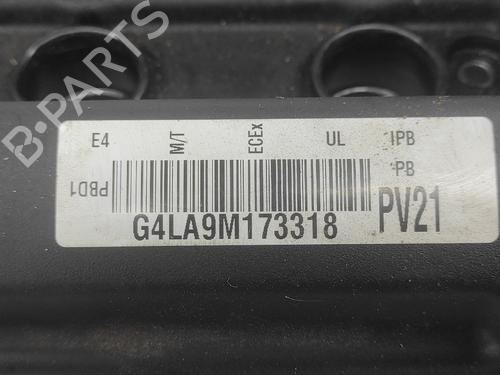 B-PARTS
E4 M/T ECEx UL IPB
PBD1
PB
G4LA9M173318 PV21